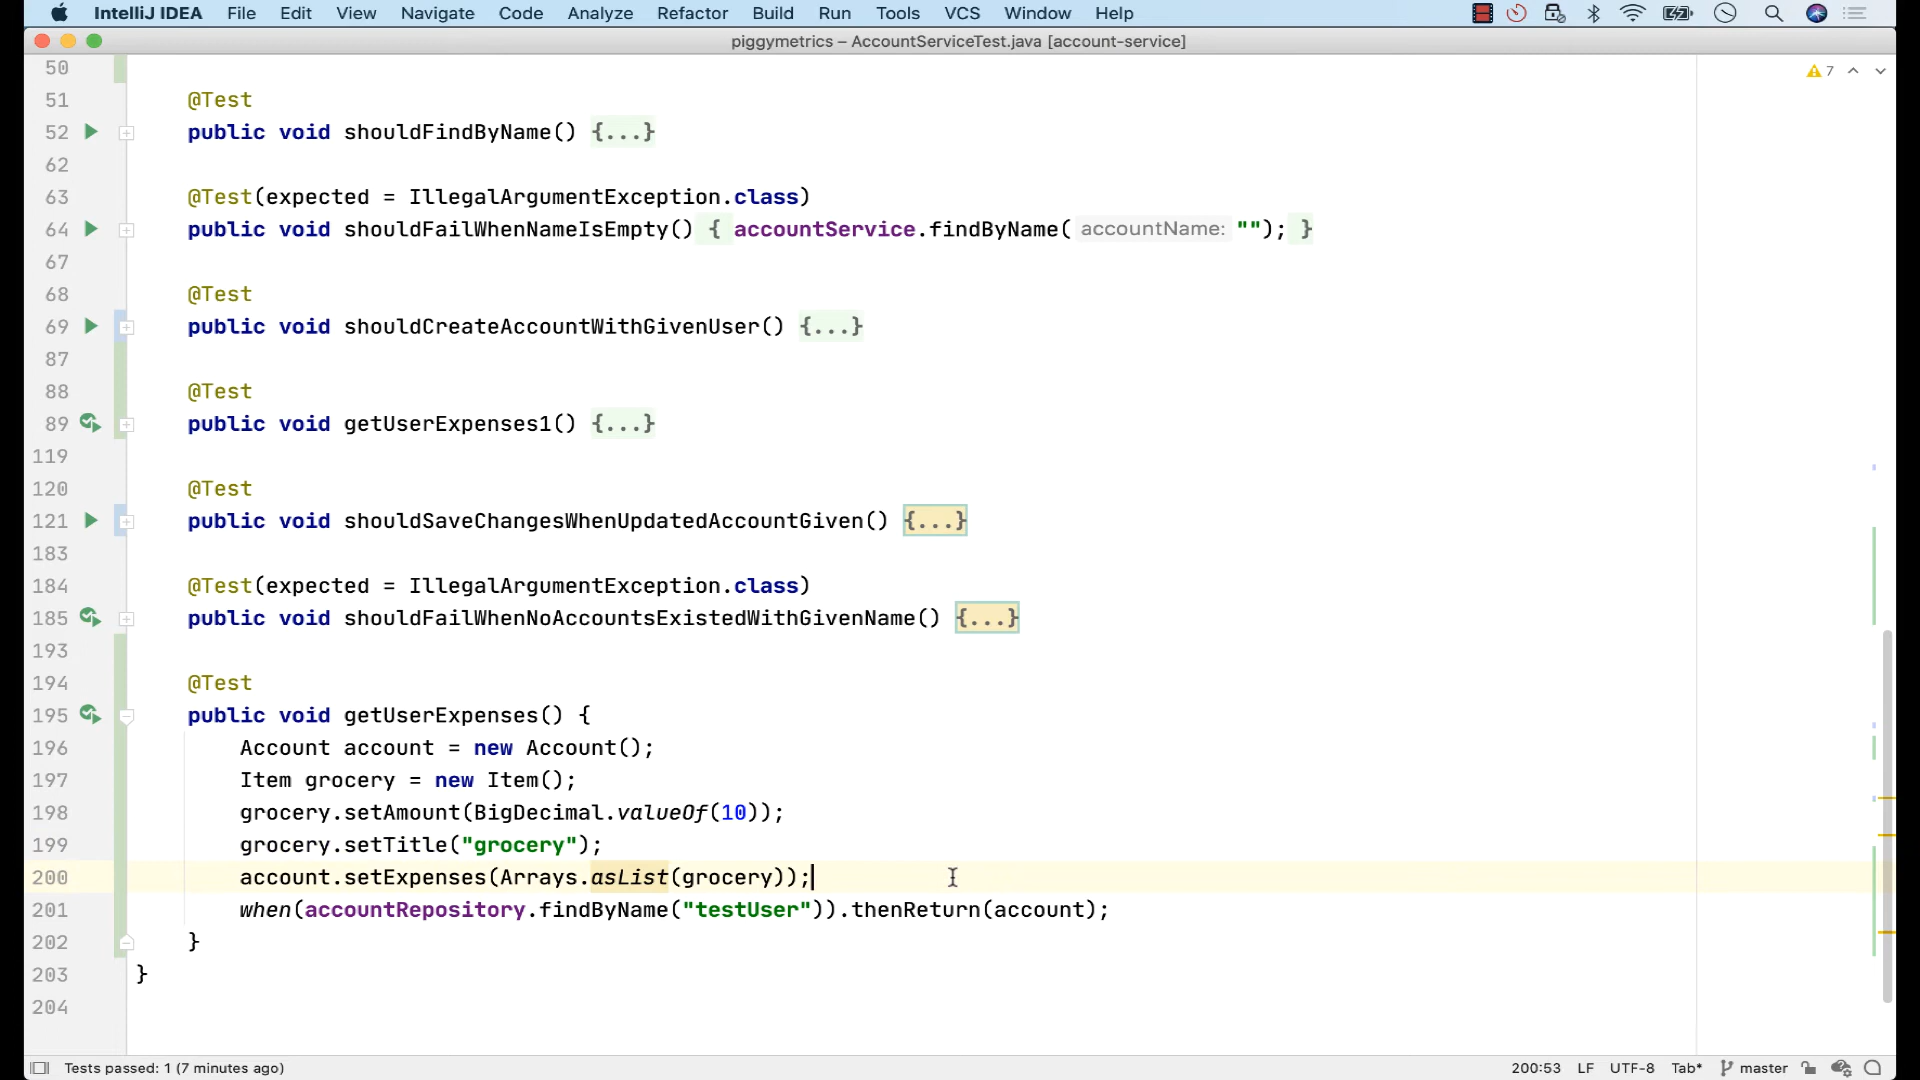 IntelliJ IDEA File Edit View Navigate Code Analyze Refactor Build Run Tools VCS Window Help
piggymetrics – AccountServiceTest.java [account-service]
50
7
51 @Test
52 public void shouldFindByName() {...}
62
63 @Test(expected = IllegalArgumentException.class)
64 public void shouldFailWhenNameIsEmpty() { accountService.findByName( accountName: ""); }
67
68 @Test
69 public void shouldCreateAccountWithGivenUser() {...}
87
88 @Test
89 public void getUserExpenses1() {...}
119
120 @Test
121 public void shouldSaveChangesWhenUpdatedAccountGiven() {...}
183
184 @Test(expected = IllegalArgumentException.class)
185 public void shouldFailWhenNoAccountsExistedWithGivenName() {...}
193
194 @Test
195 public void getUserExpenses() {
196 Account account = new Account();
197 Item grocery = new Item();
198 grocery.setAmount(BigDecimal.valueOf(10));
199 grocery.setTitle("grocery");
200 account.setExpenses(Arrays.asList(grocery));
201 when(accountRepository.findByName("testUser")).thenReturn(account);
202 }
203 }
204
Tests passed: 1 (7 minutes ago) 200:53 LF UTF-8 Tab* master